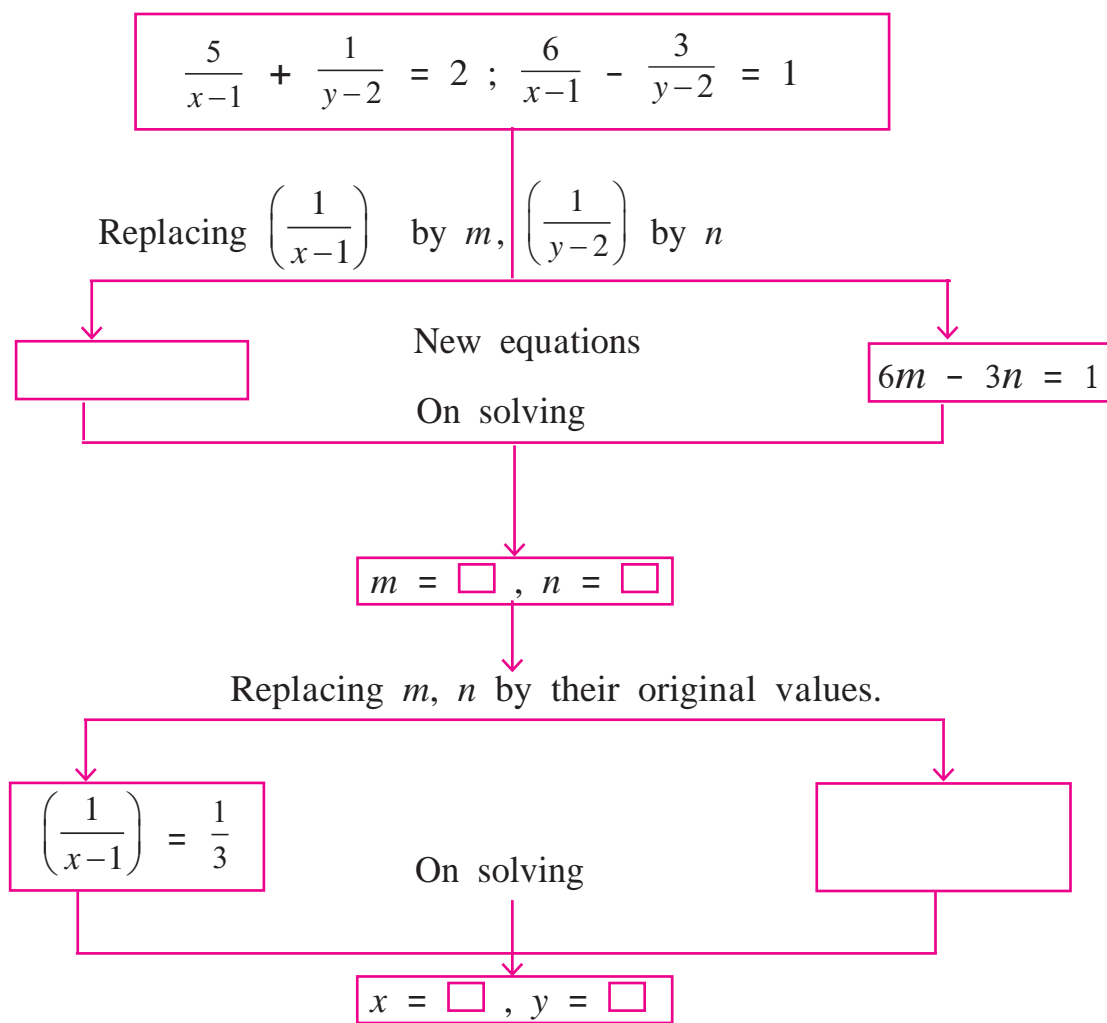 5/(x–1) + 1/(y–2) = 2 ; 6/(x–1) - 3/(y–2) = 1
Replacing (1/(x–1)) by m, (1/(y–2)) by n
New equations
6m - 3n = 1
On solving
m = □ , n = □
Replacing m, n by their original values.
(1/(x–1)) = 1/3
On solving
x = □ , y = □